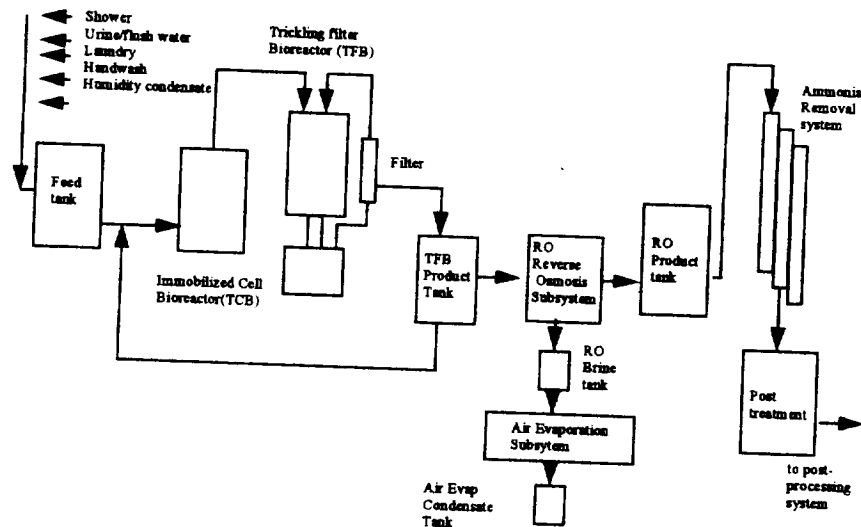 Shower
Urine/flush water
Laundry
Handwash
Humidity condensate
Trickling filter
Bioreactor (TFB)
Ammonia
Removal
system
Feed
tank
Filter
Immobilized Cell
Bioreactor(TCB)
TFB
Product
Tank
RO
Reverse
Osmosis
Subsystem
RO
Product
tank
RO
Brine
tank
Post
treatment
Air Evaporation
Subsytem
to post-
processing
system
Air Evap
Condensate
Tank